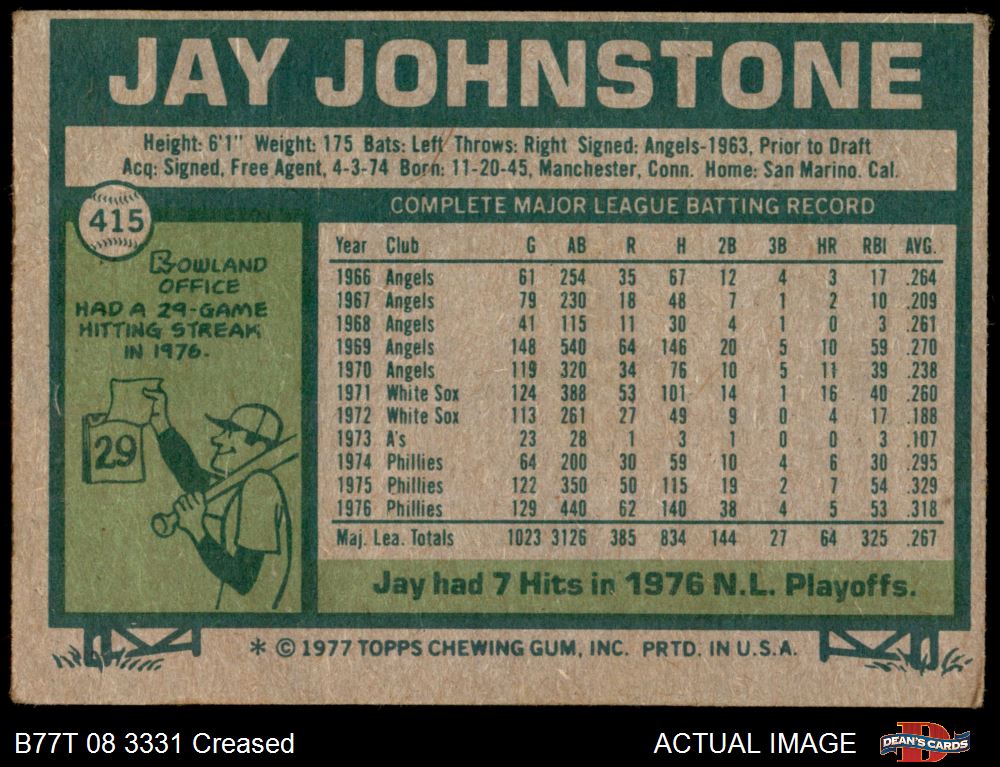 JAY JOHNSTONE
Height: 6'1" Weight: 175 Bats: Left Throws: Right Signed: Angels-1963, Prior to Draft
Acq: Signed, Free Agent, 4-3-74 Born: 11-20-45, Manchester, Conn. Home: San Marino. Cal.
415
ROWLAND
OFFICE
HAD A 29-GAME
HITTING STREAK
IN 1976.
29
COMPLETE MAJOR LEAGUE BATTING RECORD
Year Club G AB R H 2B 3B HR RBI AVG.
1966 Angels 61 254 35 67 12 4 3 17 .264
1967 Angels 79 230 18 48 7 1 2 10 .209
1968 Angels 41 115 11 30 4 1 0 3 .261
1969 Angels 148 540 64 146 20 5 10 59 .270
1970 Angels 119 320 34 76 10 5 11 39 .238
1971 White Sox 124 388 53 101 14 1 16 40 .260
1972 White Sox 113 261 27 49 9 0 4 17 .188
1973 A's 23 28 1 3 1 0 0 3 .107
1974 Phillies 64 200 30 59 10 4 6 30 .295
1975 Phillies 122 350 50 115 19 2 7 54 .329
1976 Phillies 129 440 62 140 38 4 5 53 .318
Maj. Lea. Totals 1023 3126 385 834 144 27 64 325 .267
Jay had 7 Hits in 1976 N.L. Playoffs.
* © 1977 TOPPS CHEWING GUM, INC. PRTD. IN U.S.A.
B77T 08 3331 Creased
ACTUAL IMAGE
D
DEAN'S CARDS